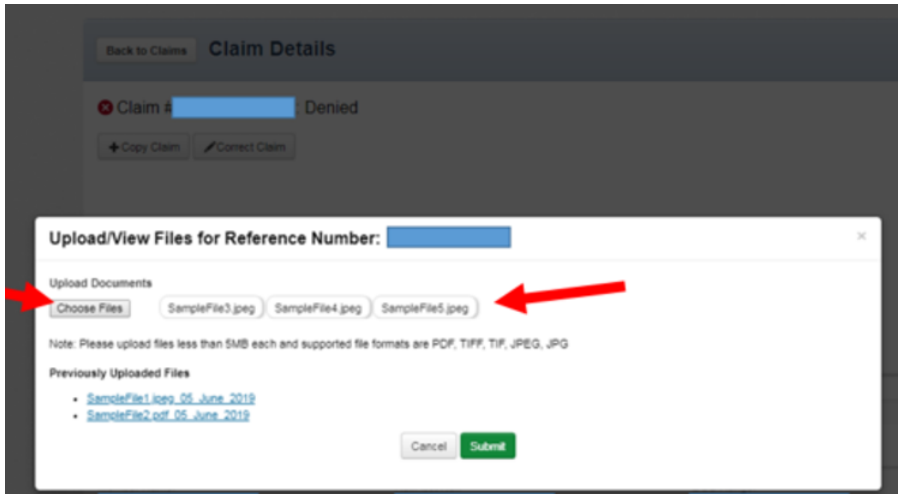 Back to Claims Claim Details
Claim # : Denied
Copy Claim Correct Claim
Upload/View Files for Reference Number:
Upload Documents
Choose Files SampleFile3.jpeg SampleFile4.jpeg SampleFile5.jpeg
Note: Please upload files less than 5MB each and supported file formats are PDF, TIFF, TIF, JPEG, JPG
Previously Uploaded Files
SampleFile1.jpeg_05_June_2019
SampleFile2.pdf_05_June_2019
Cancel Submit